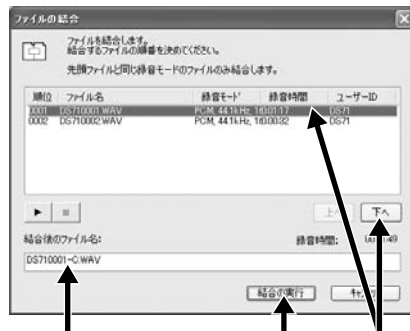 ファイルの結合
ファイルを結合します。
結合するファイルの順番を決めてください。
先頭ファイルと同じ録音モードのファイルのみ結合します。
順位 ファイル名 録音モード 録音時間 ユーザーID
0001 DS710001.WAV PCM, 44.1kHz, 16 00:01:17 DS71
0002 DS710002.WAV PCM, 44.1kHz, 16 00:00:32 DS71
上へ 下へ
結合後のファイル名: 録音時間:
DS710001-C.WAV
結合の実行